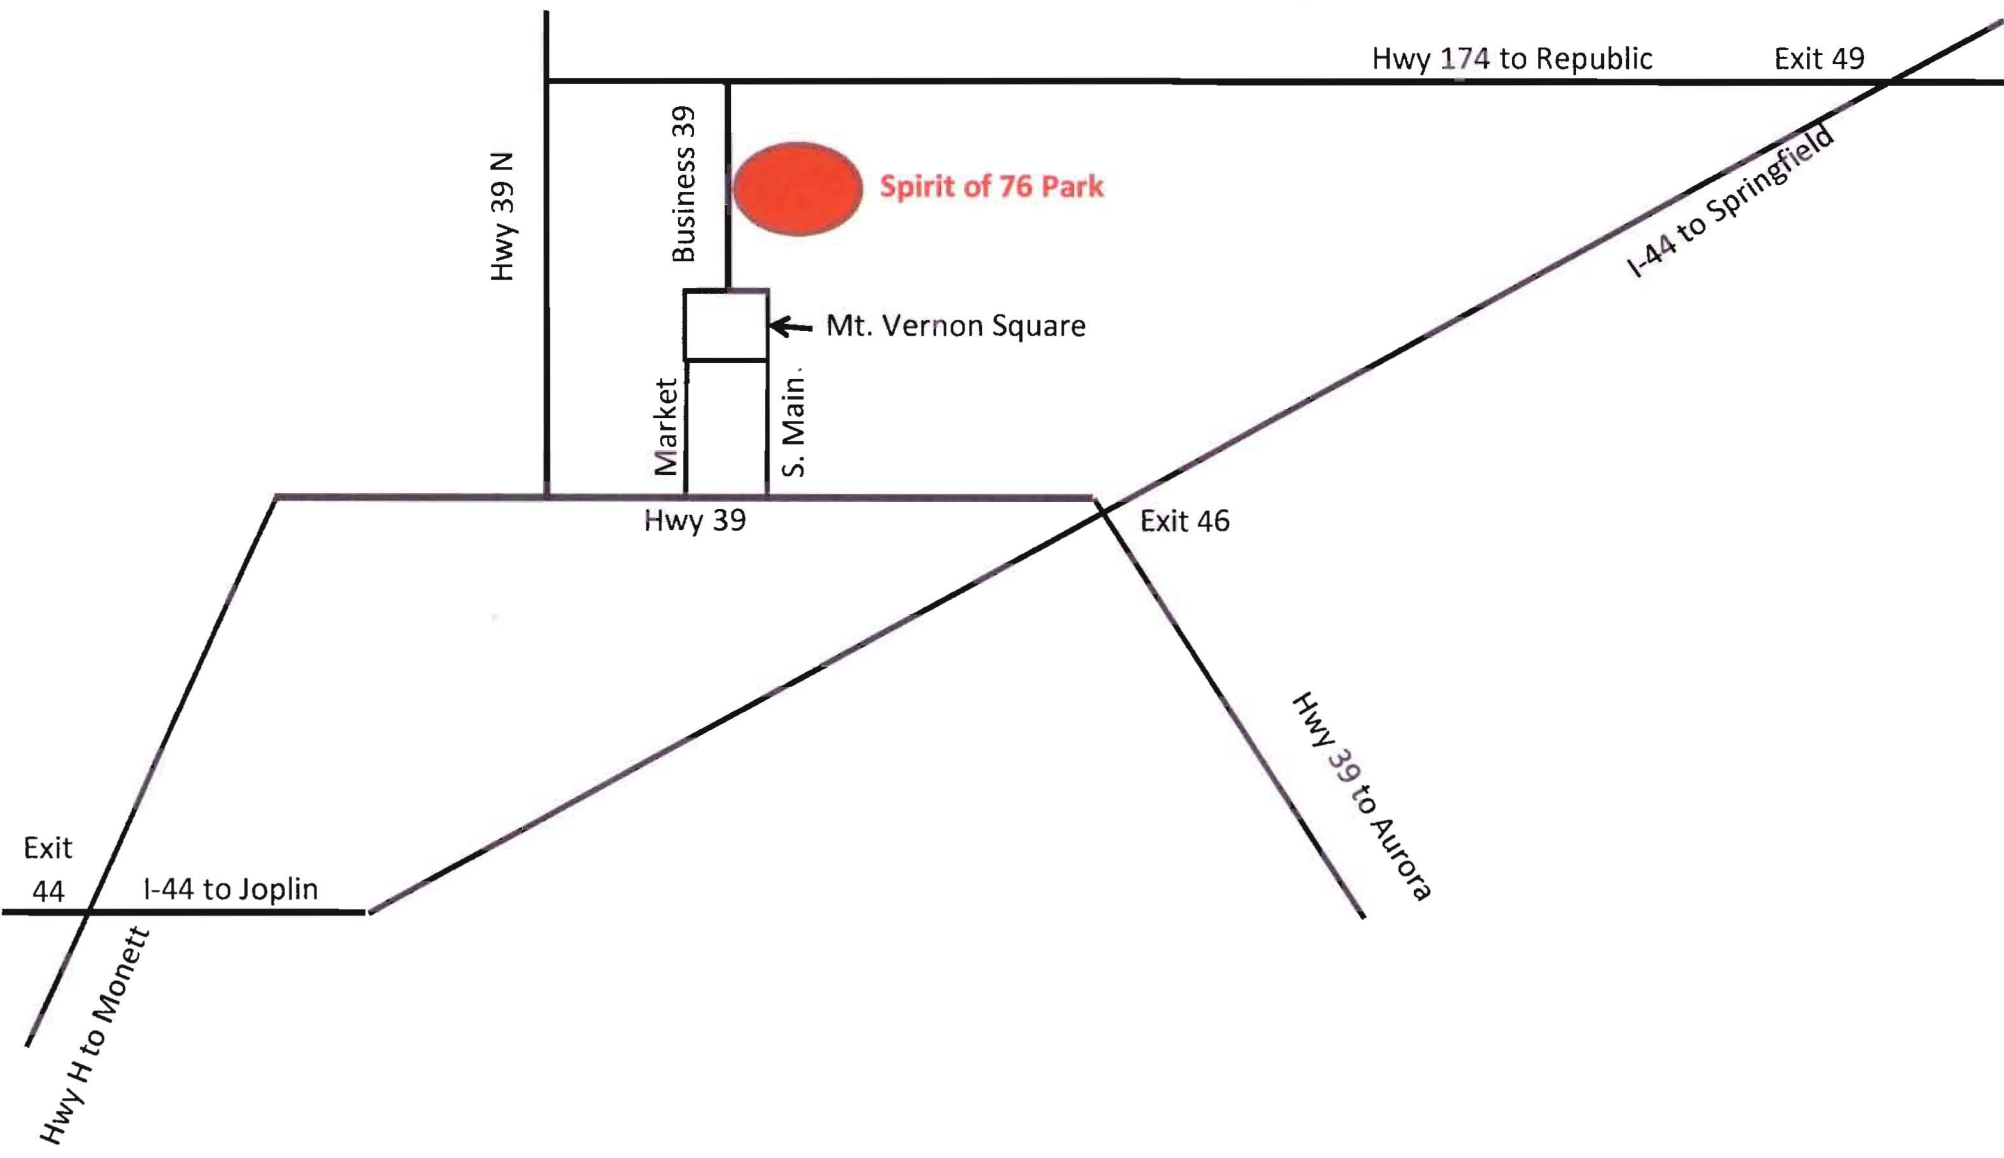 Hwy 174 to Republic
Exit 49
Business 39
Hwy 39 N
Spirit of 76 Park
I-44 to Springfield
Mt. Vernon Square
Market
S. Main
Hwy 39
Exit 46
Hwy 39 to Aurora
Exit
44
I-44 to Joplin
Hwy H to Monett